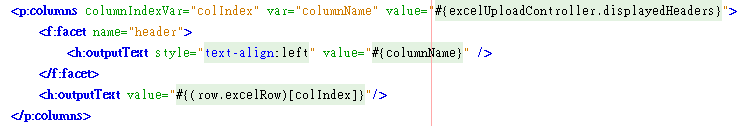 <p:columns columnIndexVar="colIndex" var="columnName" value="#{excelUploadController.displayedHeaders}">
<f:facet name="header">
<h:outputText style="text-align:left" value="#{columnName}" />
</f:facet>
<h:outputText value="#{(row.excelRow)[colIndex]}"/>
</p:columns>